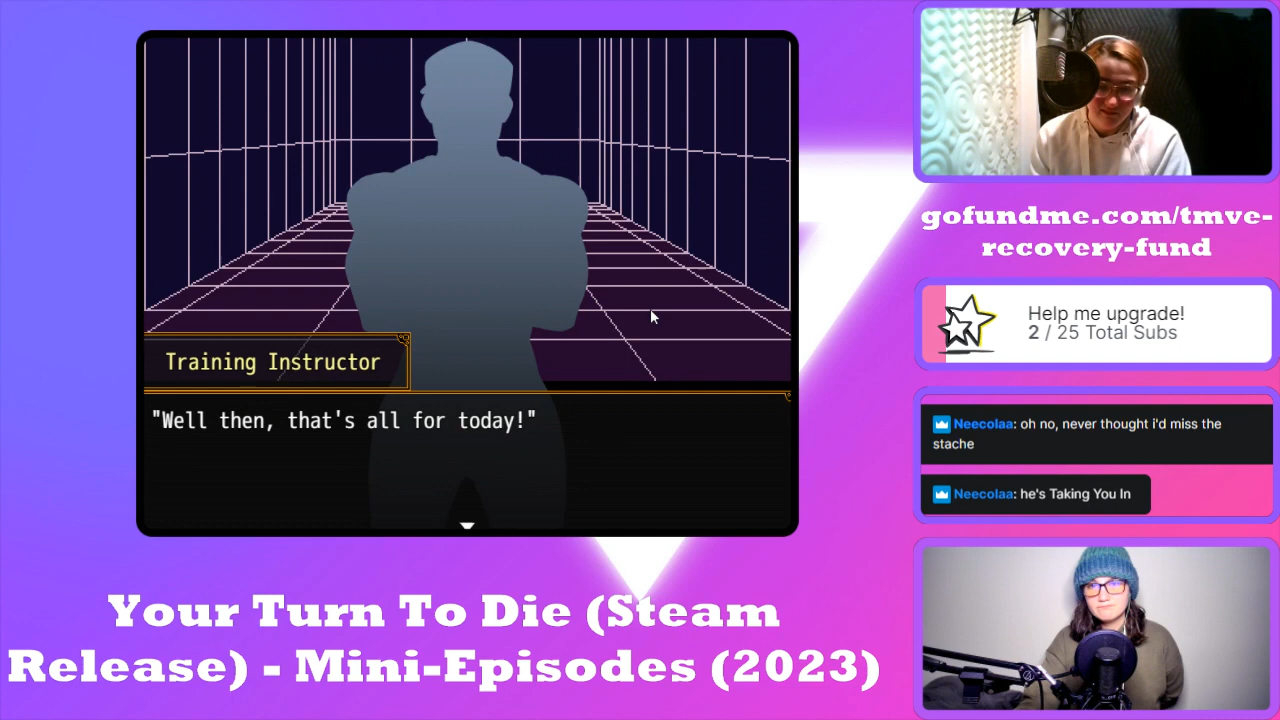 Training Instructor
"Well then, that's all for today!"
Your Turn To Die (Steam
Release) - Mini-Episodes (2023)
gofundme.com/tmve-
recovery-fund
Help me upgrade!
2 / 25 Total Subs
Neecolaa: oh no, never thought i'd miss the
stache
Neecolaa: he's Taking You In